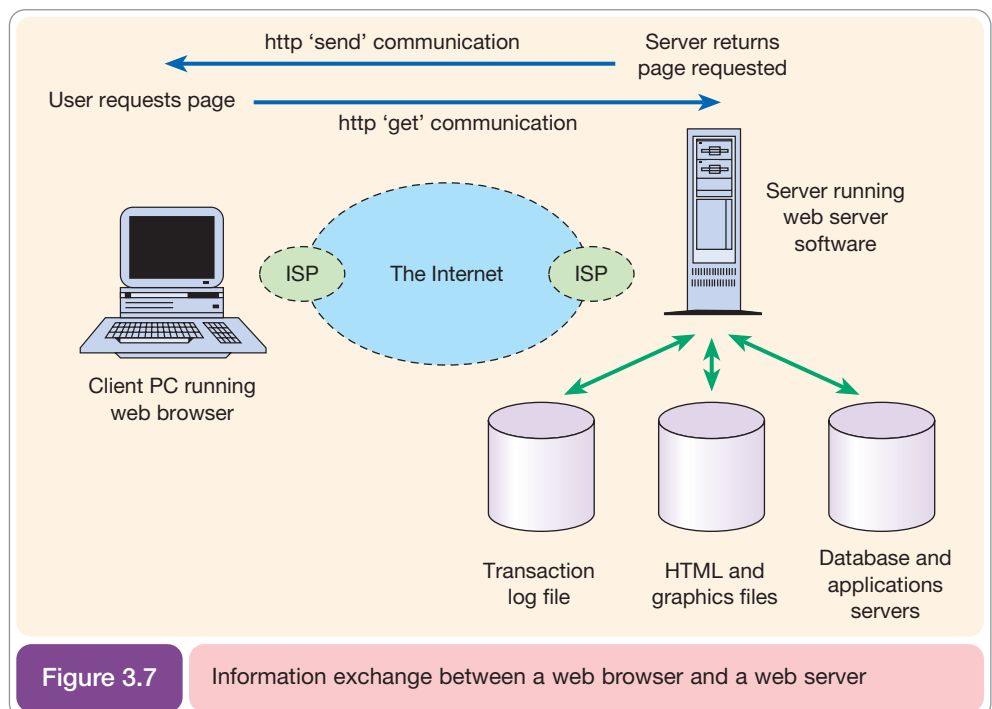 http ‘send’ communication
Server returns
page requested
User requests page
http ‘get’ communication
Server running
web server
software
ISP
The Internet
ISP
Client PC running
web browser
Transaction
log file
HTML and
graphics files
Database and
applications
servers
Figure 3.7
Information exchange between a web browser and a web server